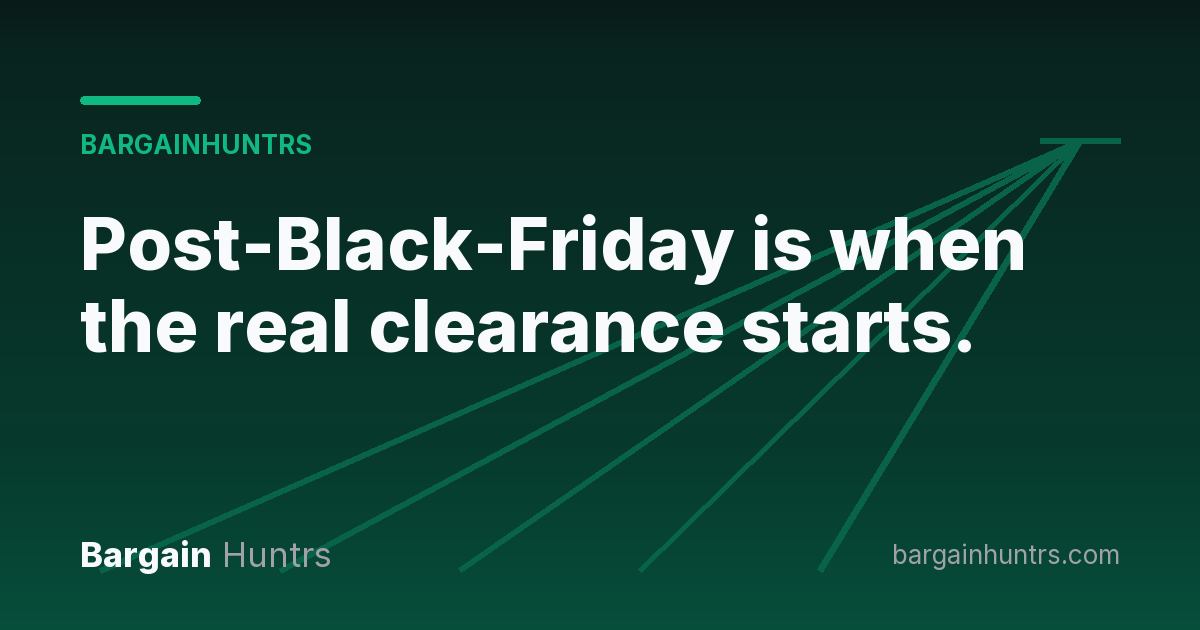 BARGAINHUNTRS
Post-Black-Friday is when
the real clearance starts.
Bargain Huntrs
bargainhuntrs.com